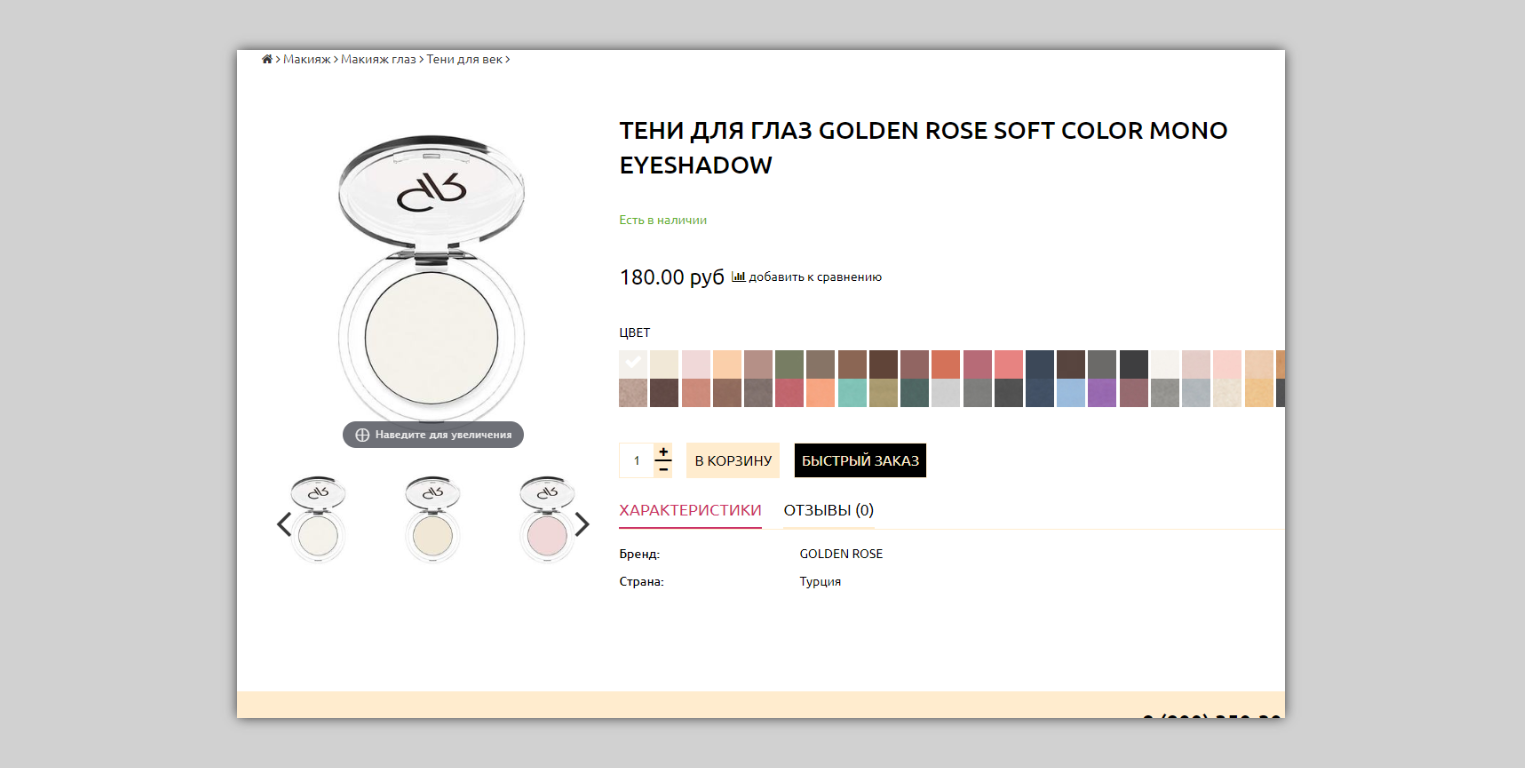 Макияж > Макияж глаз > Тени для век >
ТЕНИ ДЛЯ ГЛАЗ GOLDEN ROSE SOFT COLOR MONO
EYESHADOW
Есть в наличии
180.00 руб добавить к сравнению
ЦВЕТ
Наведите для увеличения
1 + − В КОРЗИНУ БЫСТРЫЙ ЗАКАЗ
ХАРАКТЕРИСТИКИ ОТЗЫВЫ (0)
Бренд: GOLDEN ROSE
Страна: Турция